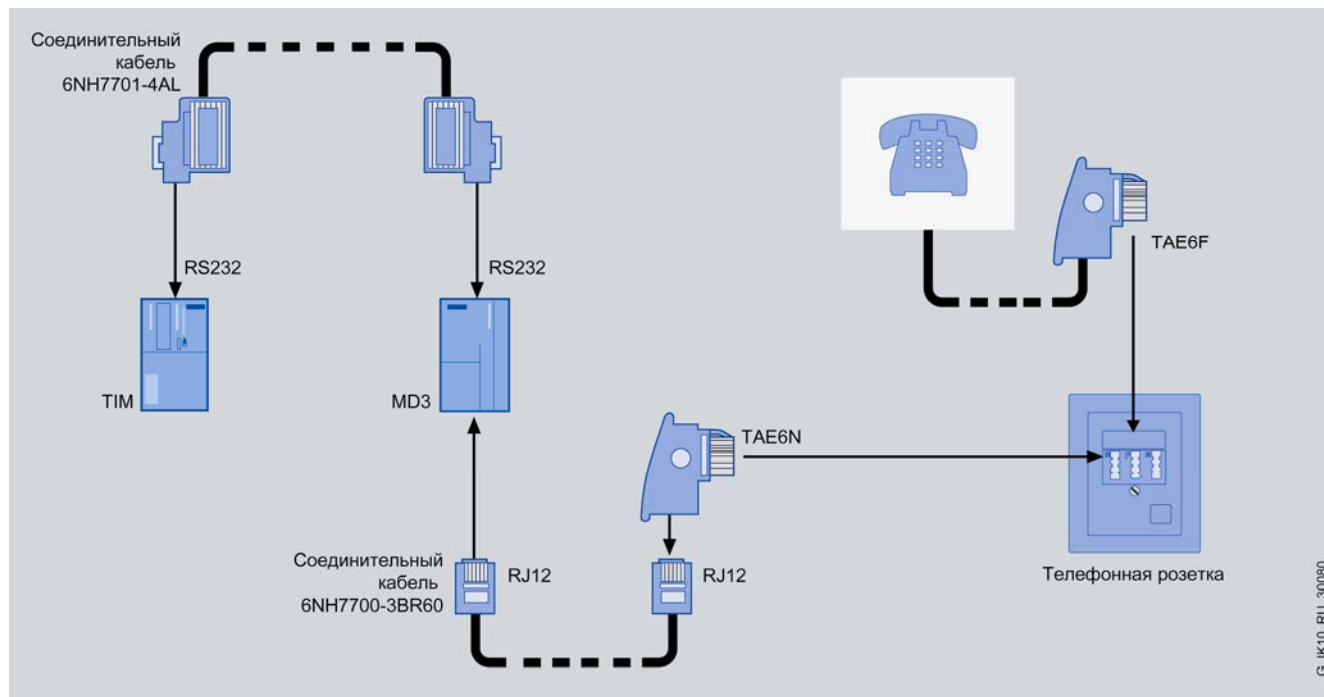 Соединительный
кабель
6NH7701-4AL
RS232
RS232
TIM
MD3
TAE6F
TAE6N
Соединительный
кабель
6NH7700-3BR60
RJ12
RJ12
Телефонная розетка
G_IK10_RU_30080